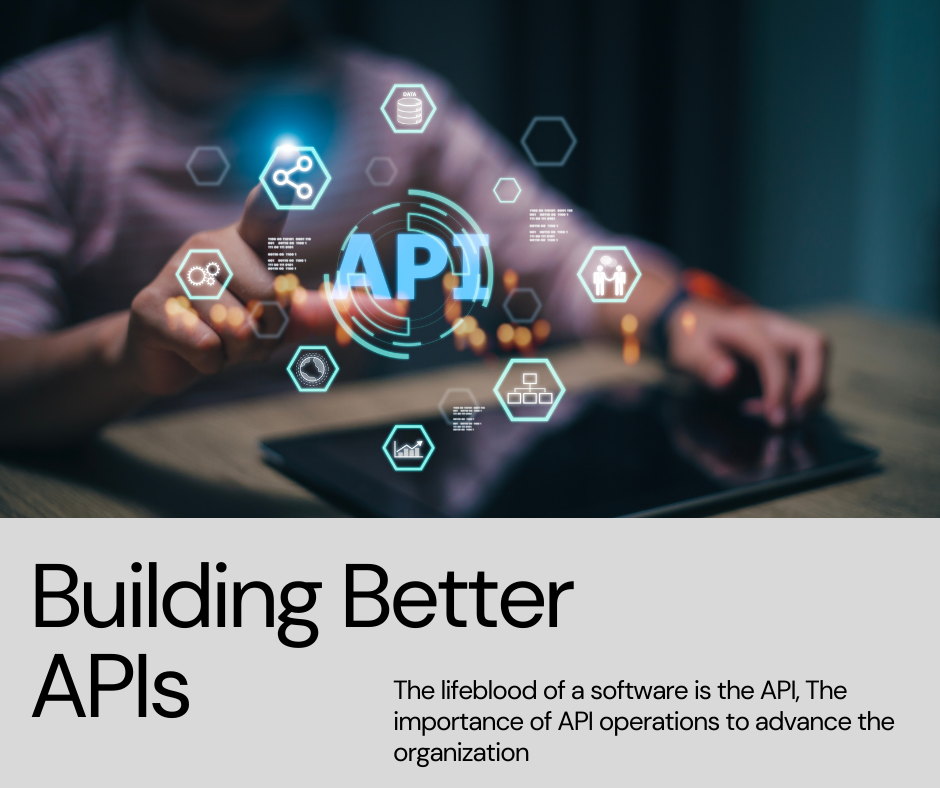 DATA
API
Building Better
APIs
The lifeblood of a software is the API, The
importance of API operations to advance the
organization